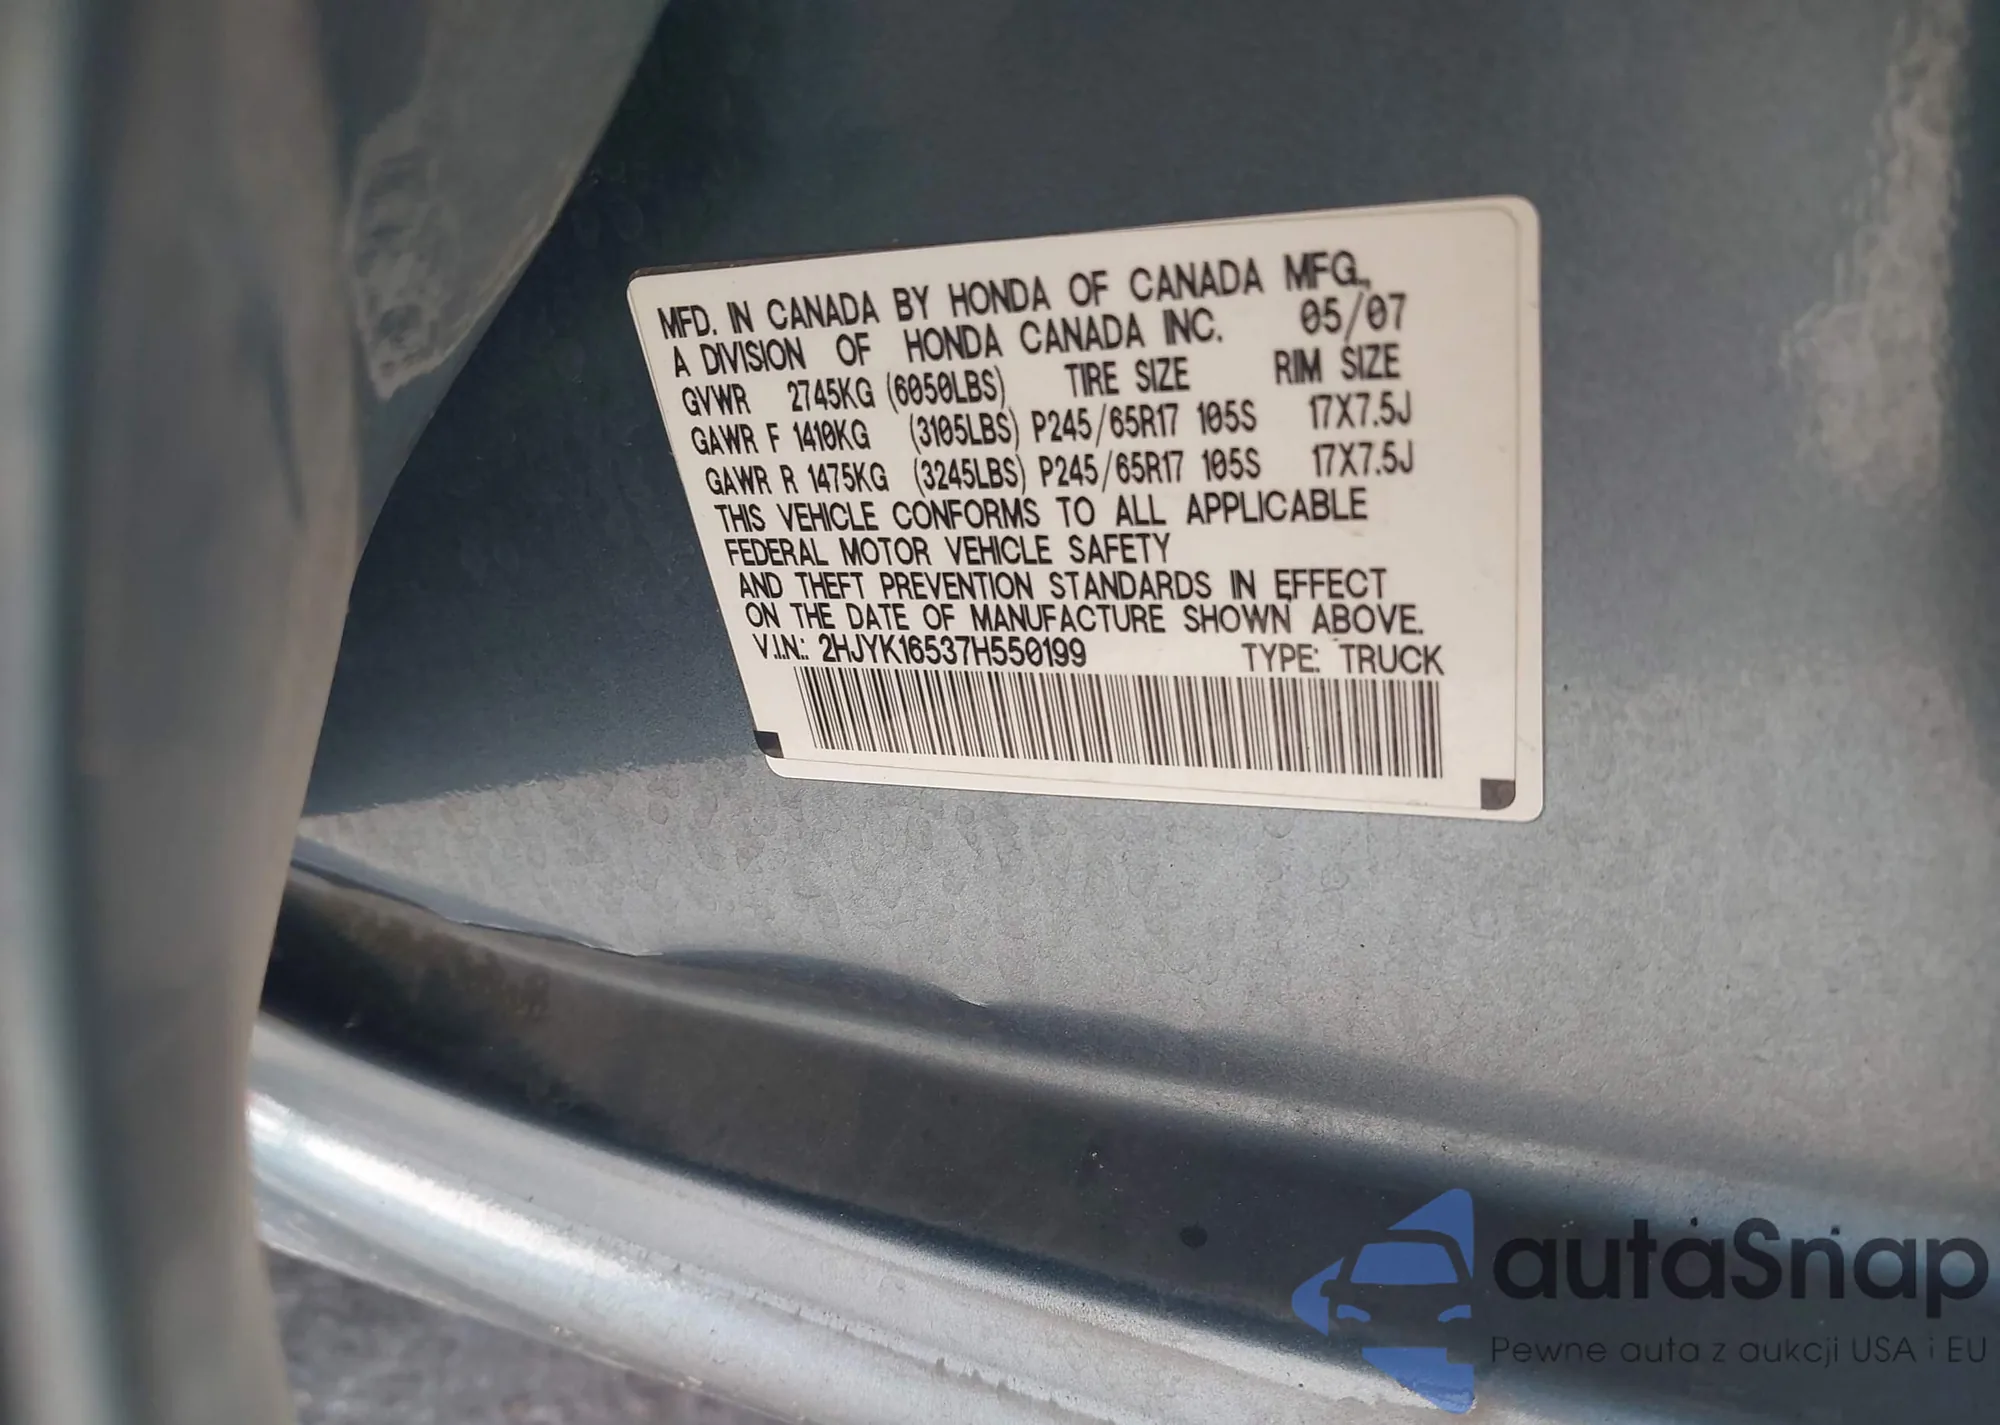 MFD. IN CANADA BY HONDA OF CANADA MFG.,
A DIVISION OF HONDA CANADA INC. 05/07
GVWR 2745KG (6050LBS) TIRE SIZE RIM SIZE
GAWR F 1410KG (3105LBS) P245/65R17 105S 17X7.5J
GAWR R 1475KG (3245LBS) P245/65R17 105S 17X7.5J
THIS VEHICLE CONFORMS TO ALL APPLICABLE
FEDERAL MOTOR VEHICLE SAFETY
AND THEFT PREVENTION STANDARDS IN EFFECT
ON THE DATE OF MANUFACTURE SHOWN ABOVE.
V.I.N.: 2HJYK16537H550199 TYPE: TRUCK
autaSnap
Pewne auta z aukcji USA i EU